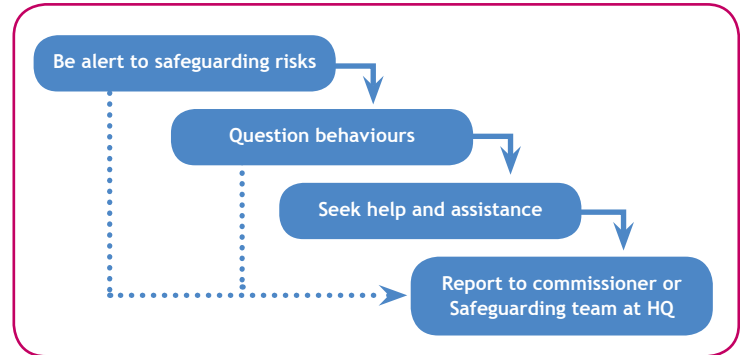 Be alert to safeguarding risks
Question behaviours
Seek help and assistance
Report to commissioner or
Safeguarding team at HQ